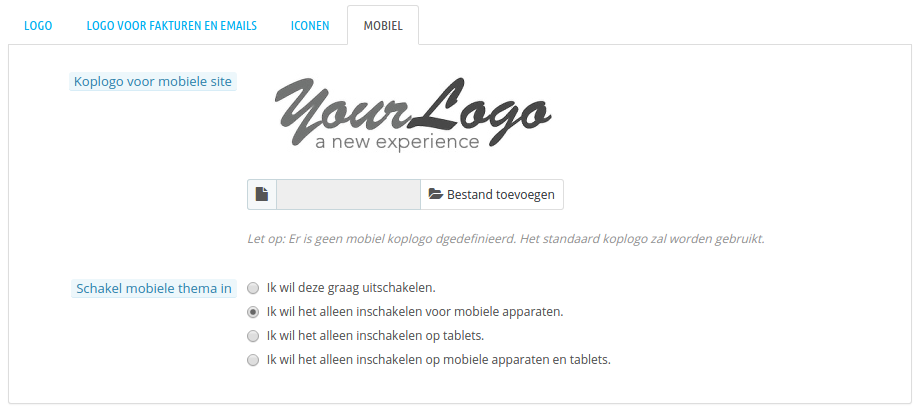 LOGO LOGO VOOR FAKTUREN EN EMAILS ICONEN MOBIEL
Koplogo voor mobiele site
YourLogo
a new experience
Bestand toevoegen
Let op: Er is geen mobiel koplogo dgedefinieerd. Het standaard koplogo zal worden gebruikt.
Schakel mobiele thema in
Ik wil deze graag uitschakelen.
Ik wil het alleen inschakelen voor mobiele apparaten.
Ik wil het alleen inschakelen op tablets.
Ik wil het alleen inschakelen op mobiele apparaten en tablets.